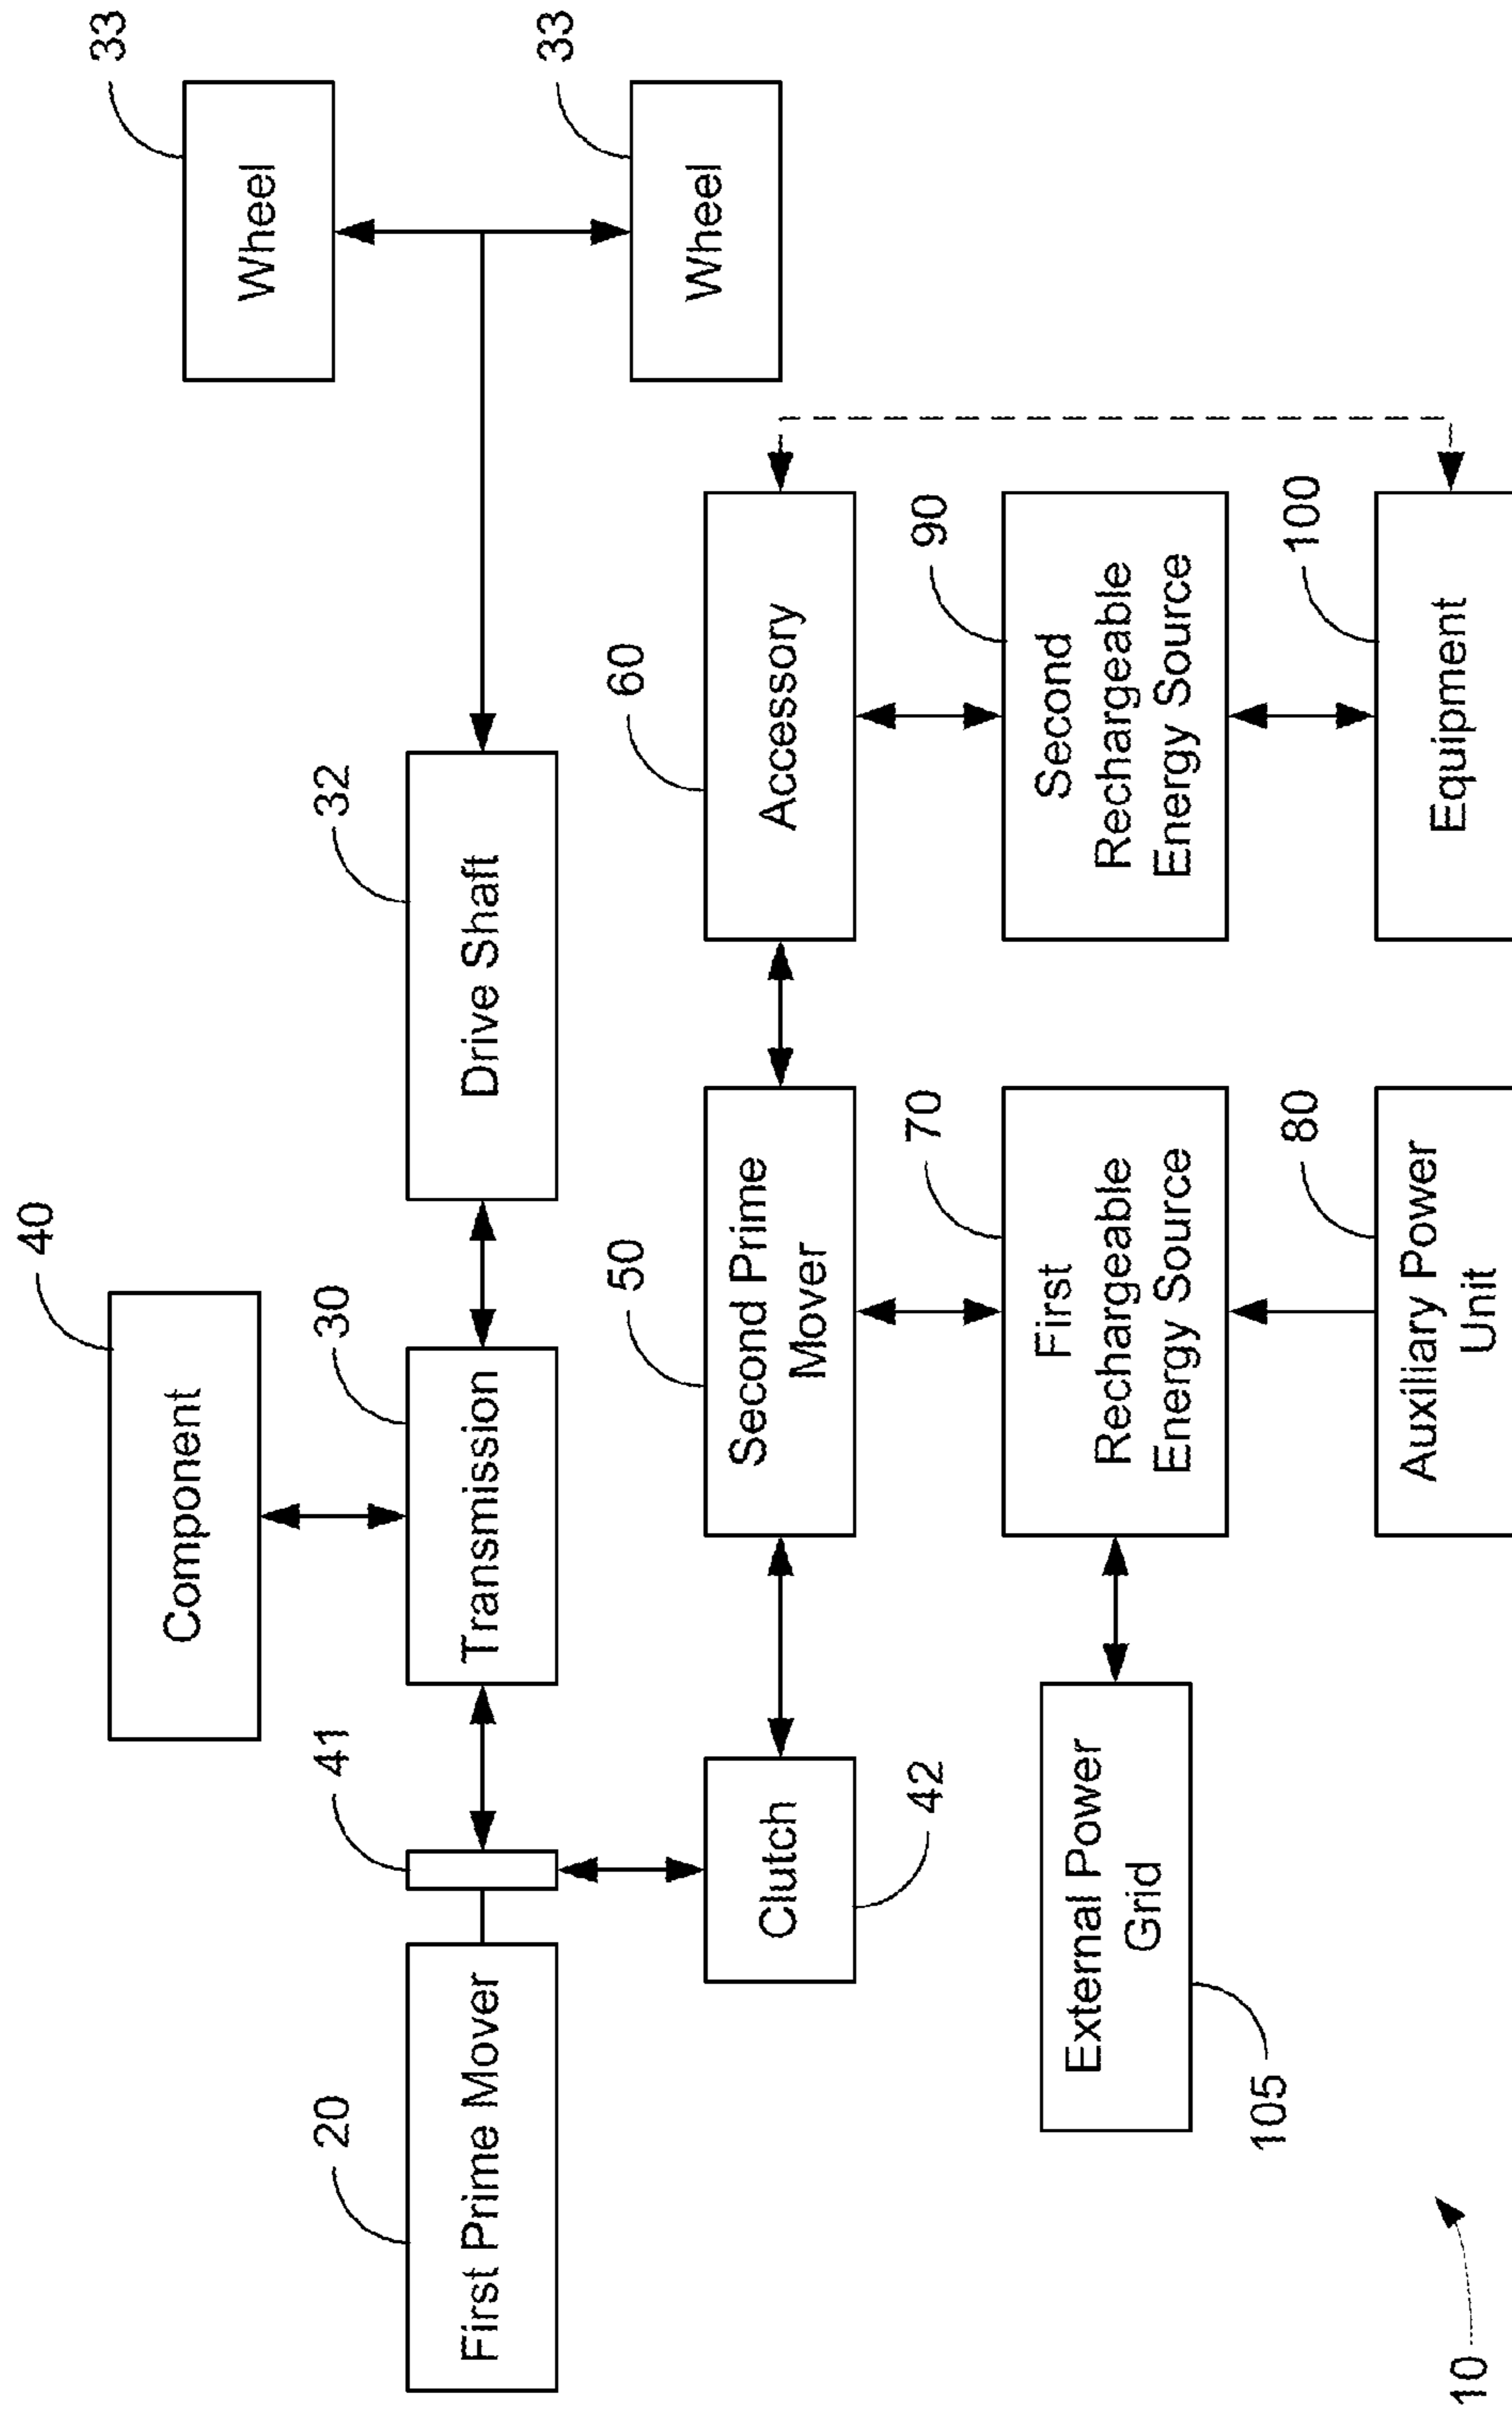 33
Wheel
40
Component
20
First Prime Mover
41
30
Transmission
32
Drive Shaft
33
Wheel
Clutch
42
50
Second Prime
Mover
60
Accessory
External Power
Grid
105
70
First
Rechargeable
Energy Source
90
Second
Rechargeable
Energy Source
10
80
Auxiliary Power
Unit
100
Equipment